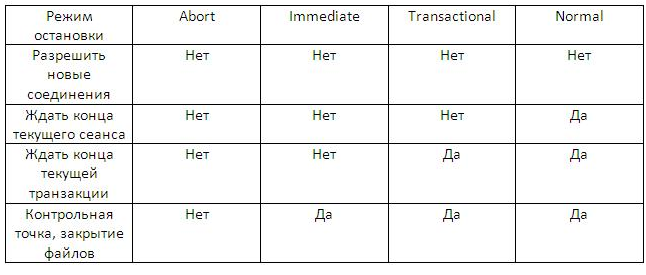 Режим остановки Abort Immediate Transactional Normal
Разрешить новые соединения Нет Нет Нет Нет
Ждать конца текущего сеанса Нет Нет Нет Да
Ждать конца текущей транзакции Нет Нет Да Да
Контрольная точка, закрытие файлов Нет Да Да Да